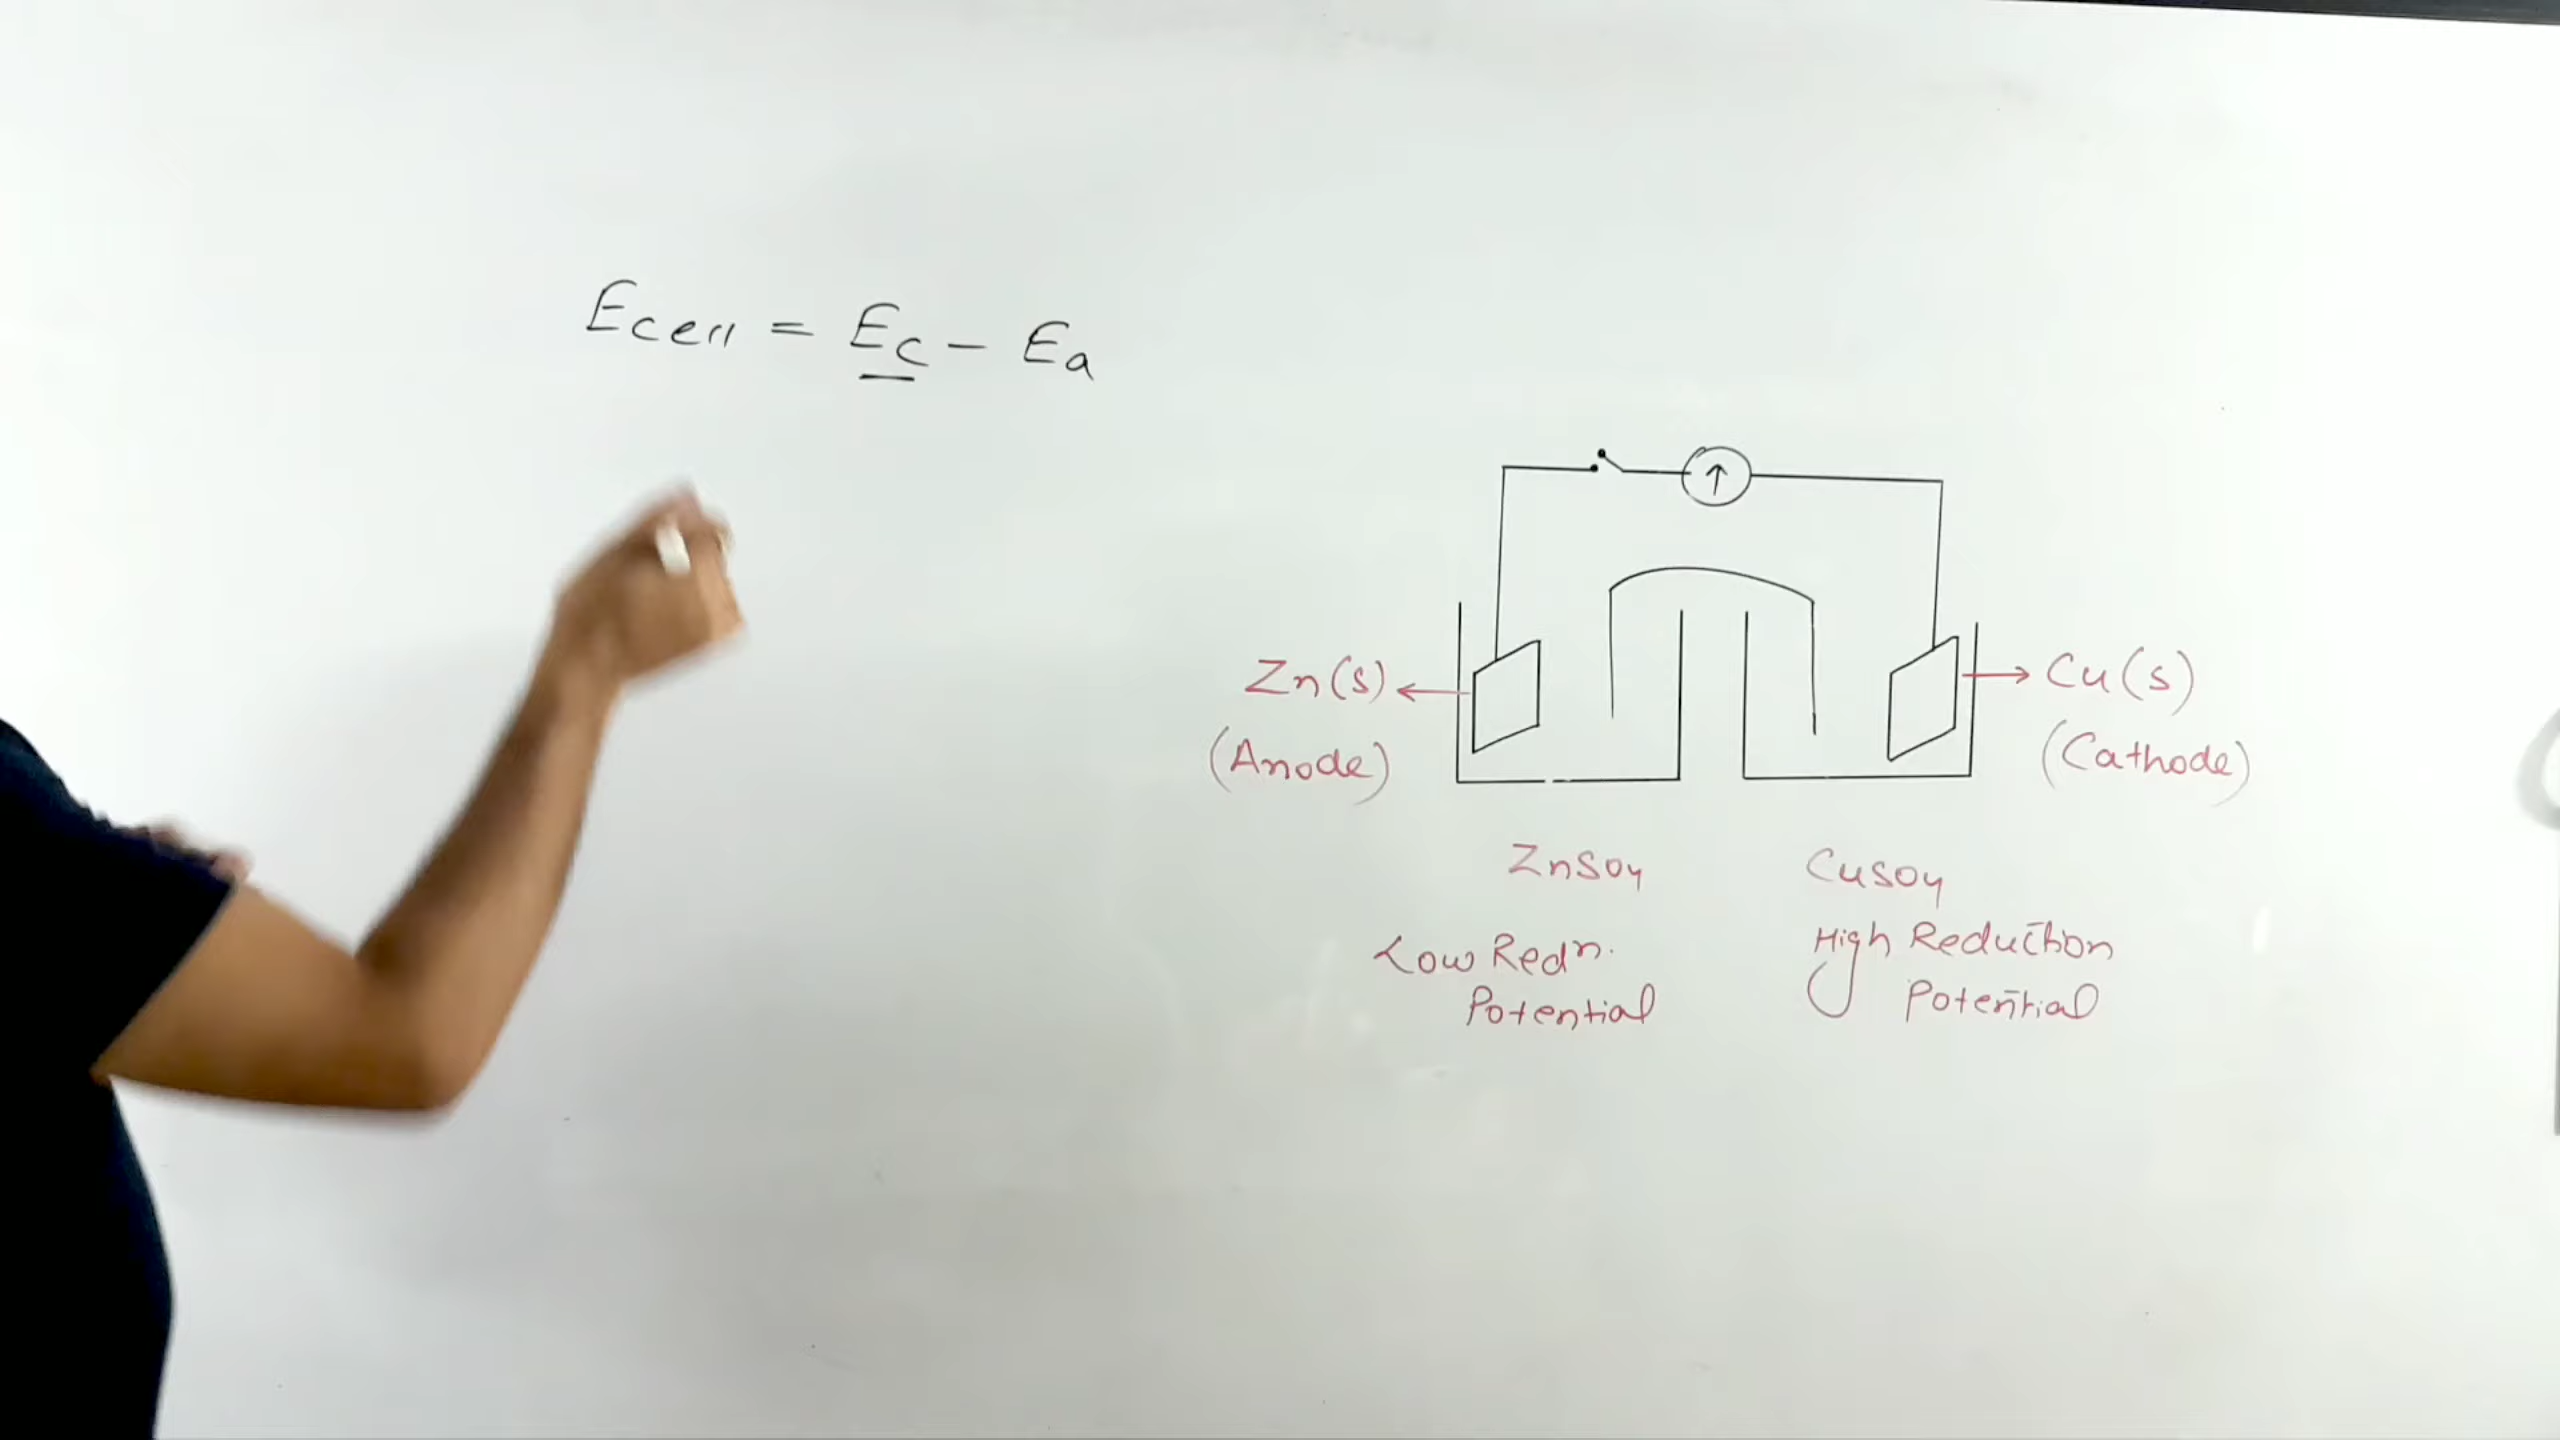 Ecell = Ec - Ea
Zn(s)
(Anode)
Cu(s)
(Cathode)
ZnSO4
CuSO4
Low Redn.
Potential
High Reduction
Potential